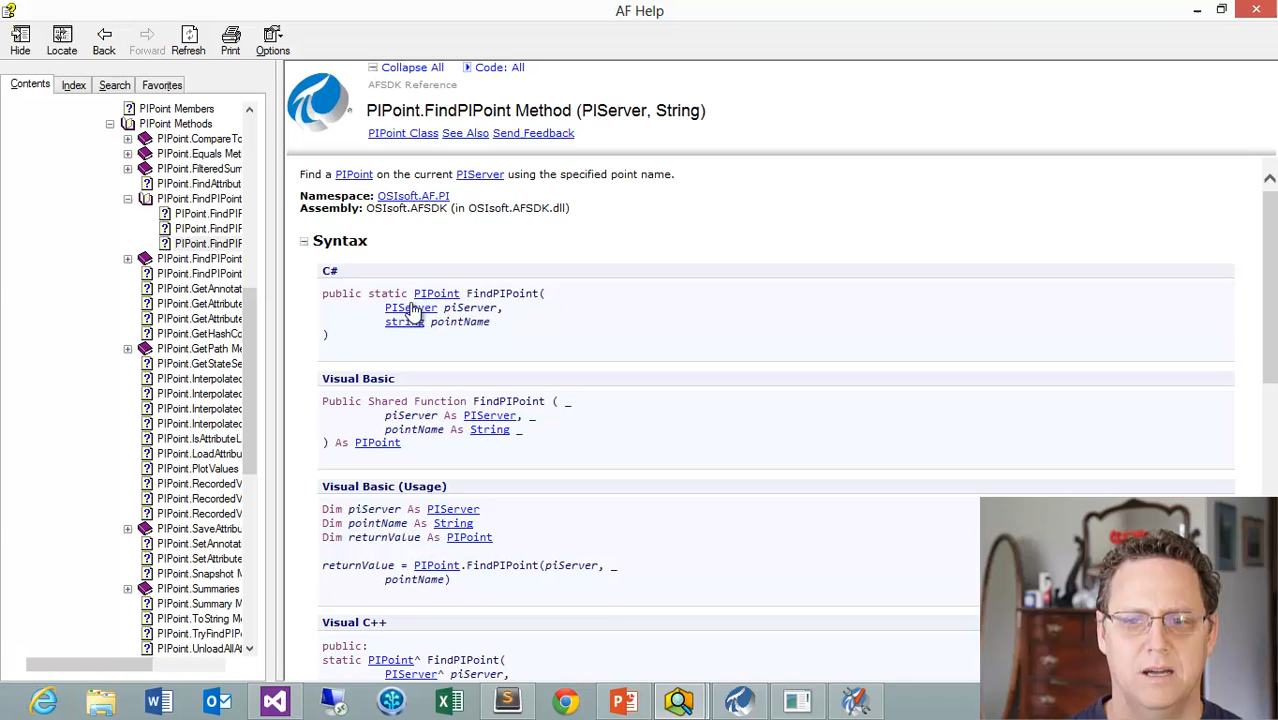 AF Help
Hide Locate Back Forward Refresh Print Options
Contents Index Search Favorites
PIPoint Members
PIPoint Methods
PIPoint.CompareTo
PIPoint.Equals Met
PIPoint.FilteredSum
PIPoint.FindAttribut
PIPoint.FindPIPoint
PIPoint.FindPIF
PIPoint.FindPIF
PIPoint.FindPIF
PIPoint.FindPIPoint
PIPoint.FindPIPoint
PIPoint.GetAnnotat
PIPoint.GetAttribute
PIPoint.GetAttribut
PIPoint.GetHashCo
PIPoint.GetPath Me
PIPoint.GetStateSe
PIPoint.Interpolated
PIPoint.Interpolated
PIPoint.Interpolated
PIPoint.IsAttributeL
PIPoint.LoadAttribu
PIPoint.PlotValues
PIPoint.RecordedV
PIPoint.RecordedV
PIPoint.RecordedV
PIPoint.SaveAttribu
PIPoint.SetAnnotat
PIPoint.SetAttribute
PIPoint.Snapshot M
PIPoint.Summaries
PIPoint.Summary M
PIPoint.ToString M
PIPoint.TryFindPIP
PIPoint.UnloadAllAt
Collapse All Code: All
AFSDK Reference
PIPoint.FindPIPoint Method (PIServer, String)
PIPoint Class See Also Send Feedback
Find a PIPoint on the current PIServer using the specified point name.
Namespace: OSIsoft.AF.PI
Assembly: OSIsoft.AFSDK (in OSIsoft.AFSDK.dll)
Syntax
C#
public static PIPoint FindPIPoint(
PIServer piServer,
string pointName
)
Visual Basic
Public Shared Function FindPIPoint ( _
piServer As PIServer, _
pointName As String _
) As PIPoint
Visual Basic (Usage)
Dim piServer As PIServer
Dim pointName As String
Dim returnValue As PIPoint
returnValue = PIPoint.FindPIPoint(piServer, _
pointName)
Visual C++
public:
static PIPoint^ FindPIPoint(
PIServer^ piServer,